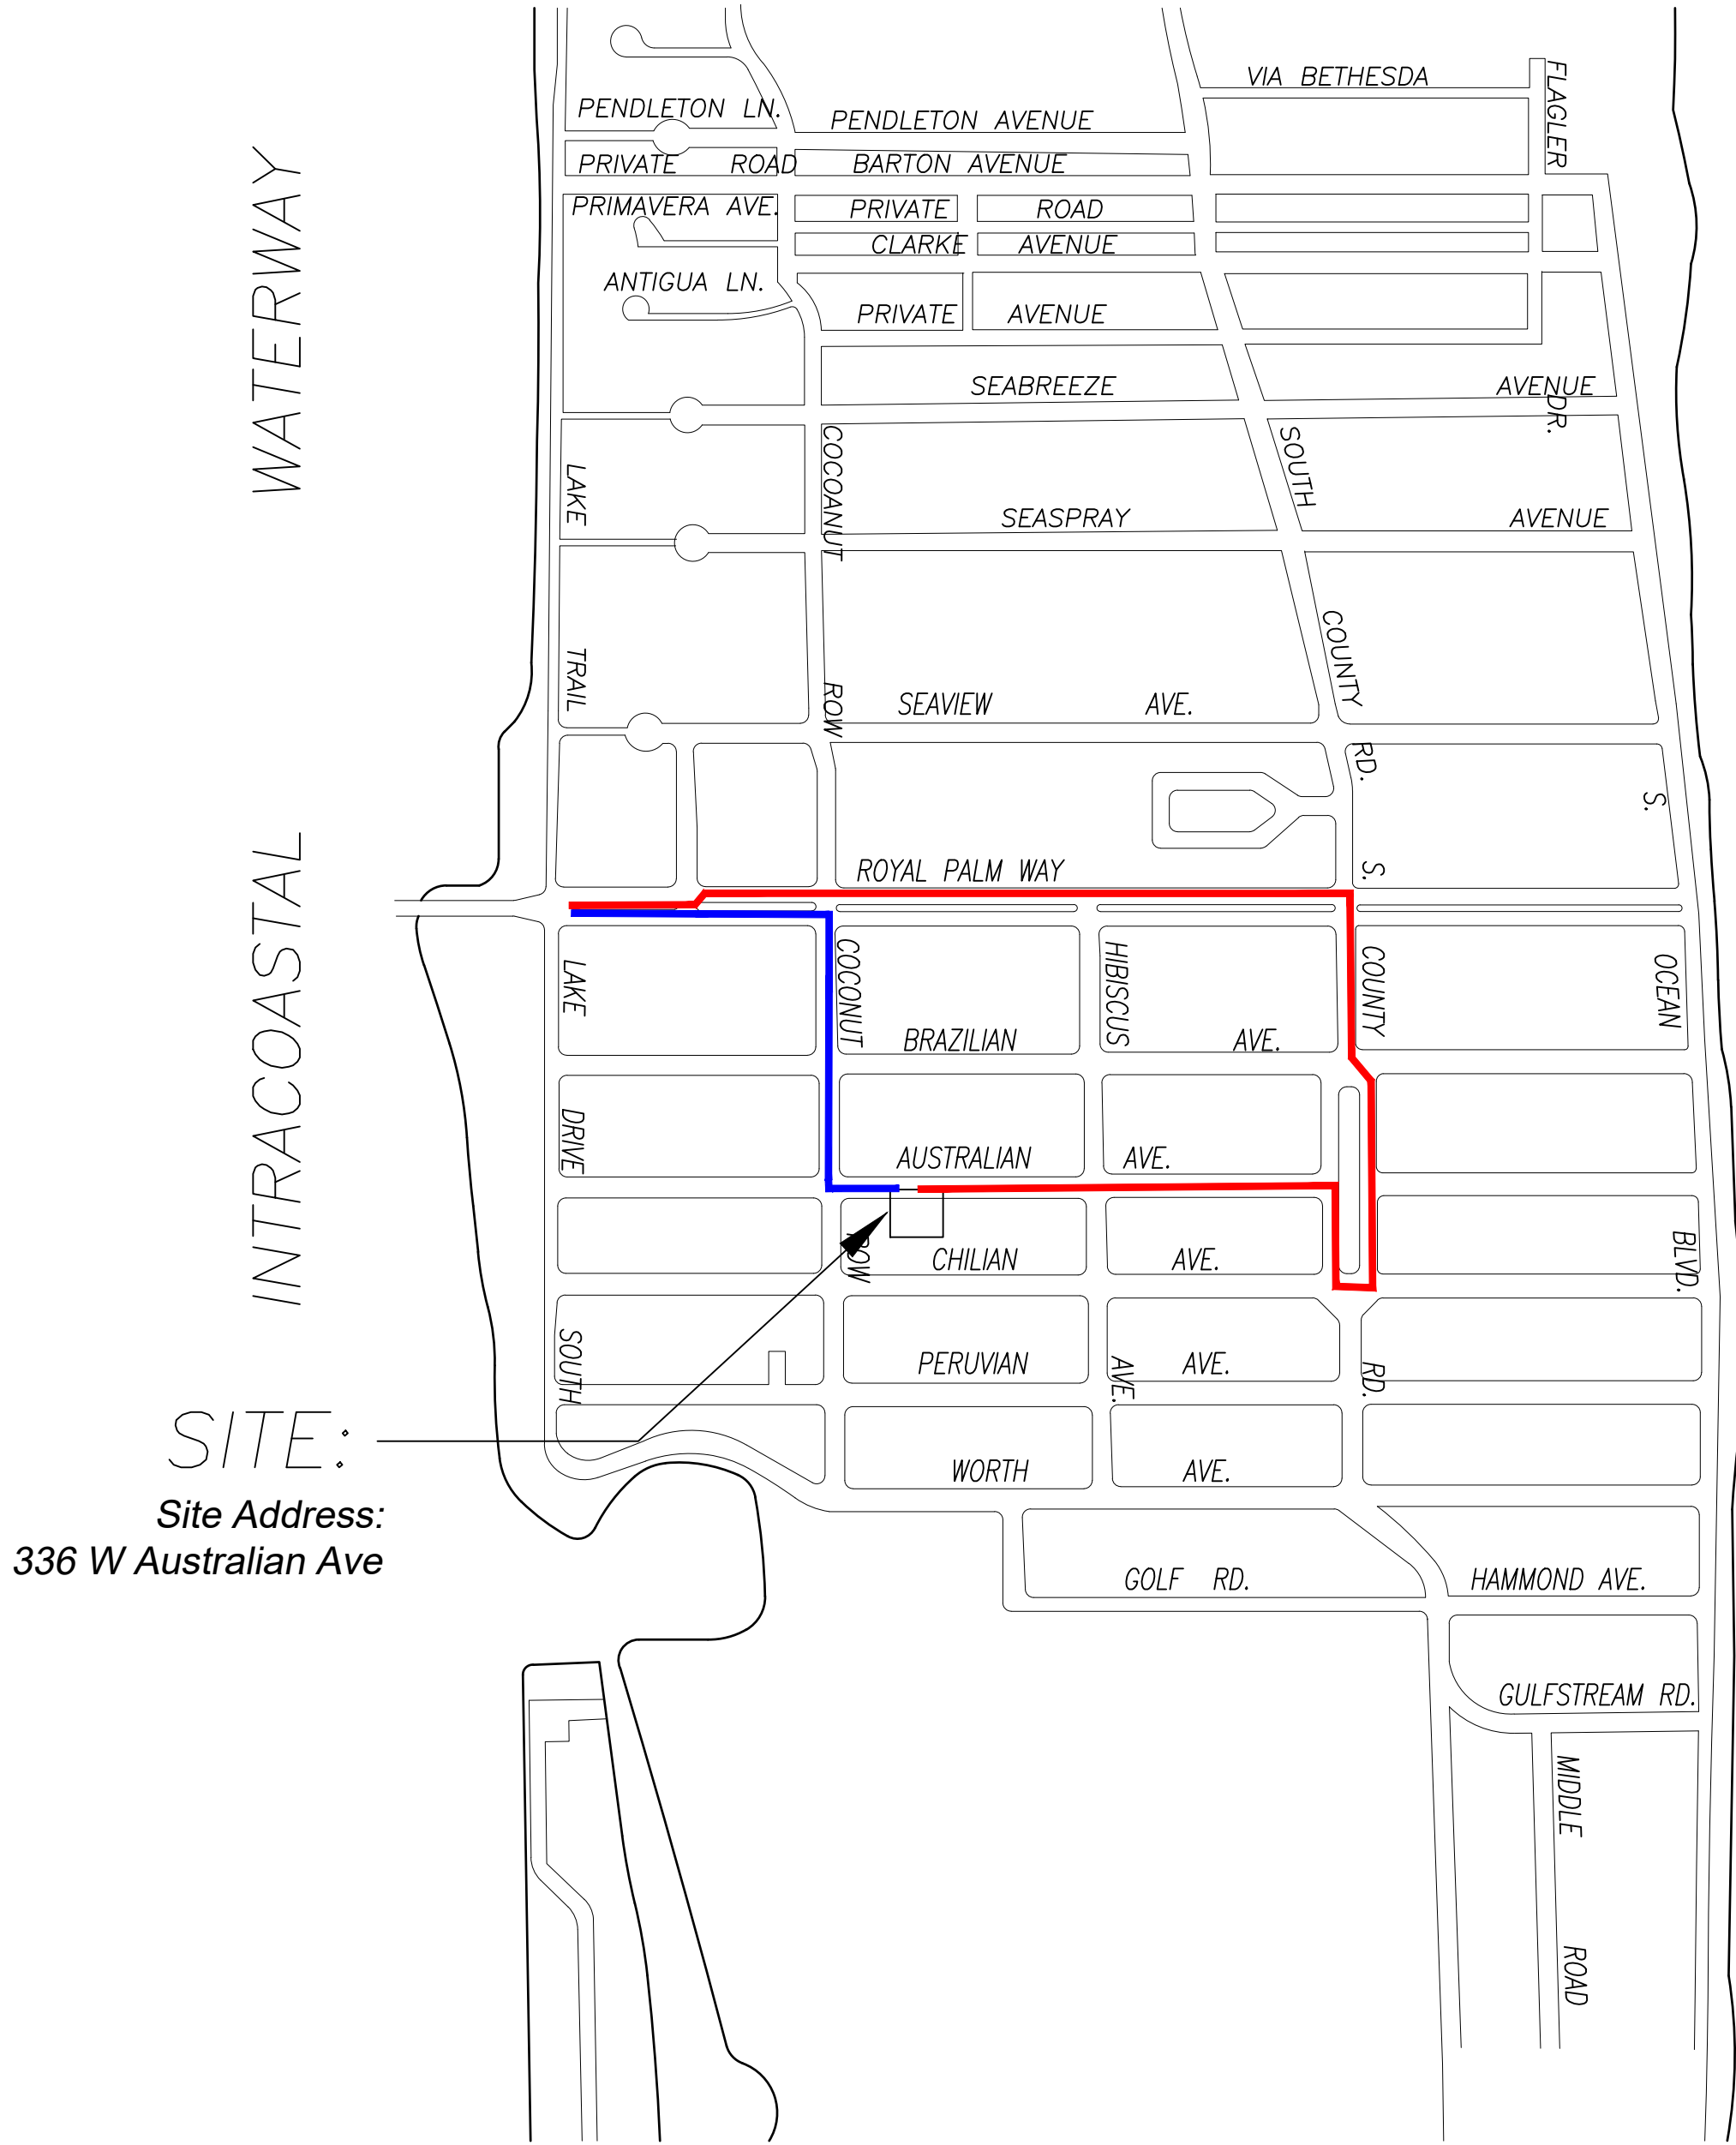 VIA BETHESDA
FLAGLER
DR.
PENDLETON LN.
PENDLETON AVENUE
PRIVATE ROAD
BARTON AVENUE
PRIMAVERA AVE.
PRIVATE ROAD
CLARKE AVENUE
ANTIGUA LN.
PRIVATE AVENUE
SEABREEZE AVENUE
WATERWAY
LAKE
TRAIL
COCOANUT
ROW
SOUTH
COUNTY
RD.
SEASPRAY AVENUE
SEAVIEW AVE.
S.
ROYAL PALM WAY
S.
INTRACOASTAL
LAKE
DRIVE
SOUTH
COCONUT
ROW
HIBISCUS
AVE.
COUNTY
RD.
OCEAN
BLVD.
BRAZILIAN AVE.
AUSTRALIAN AVE.
CHILIAN AVE.
PERUVIAN AVE.
WORTH AVE.
SITE:
Site Address:
336 W Australian Ave
GOLF RD.
HAMMOND AVE.
GULFSTREAM RD.
MIDDLE
ROAD